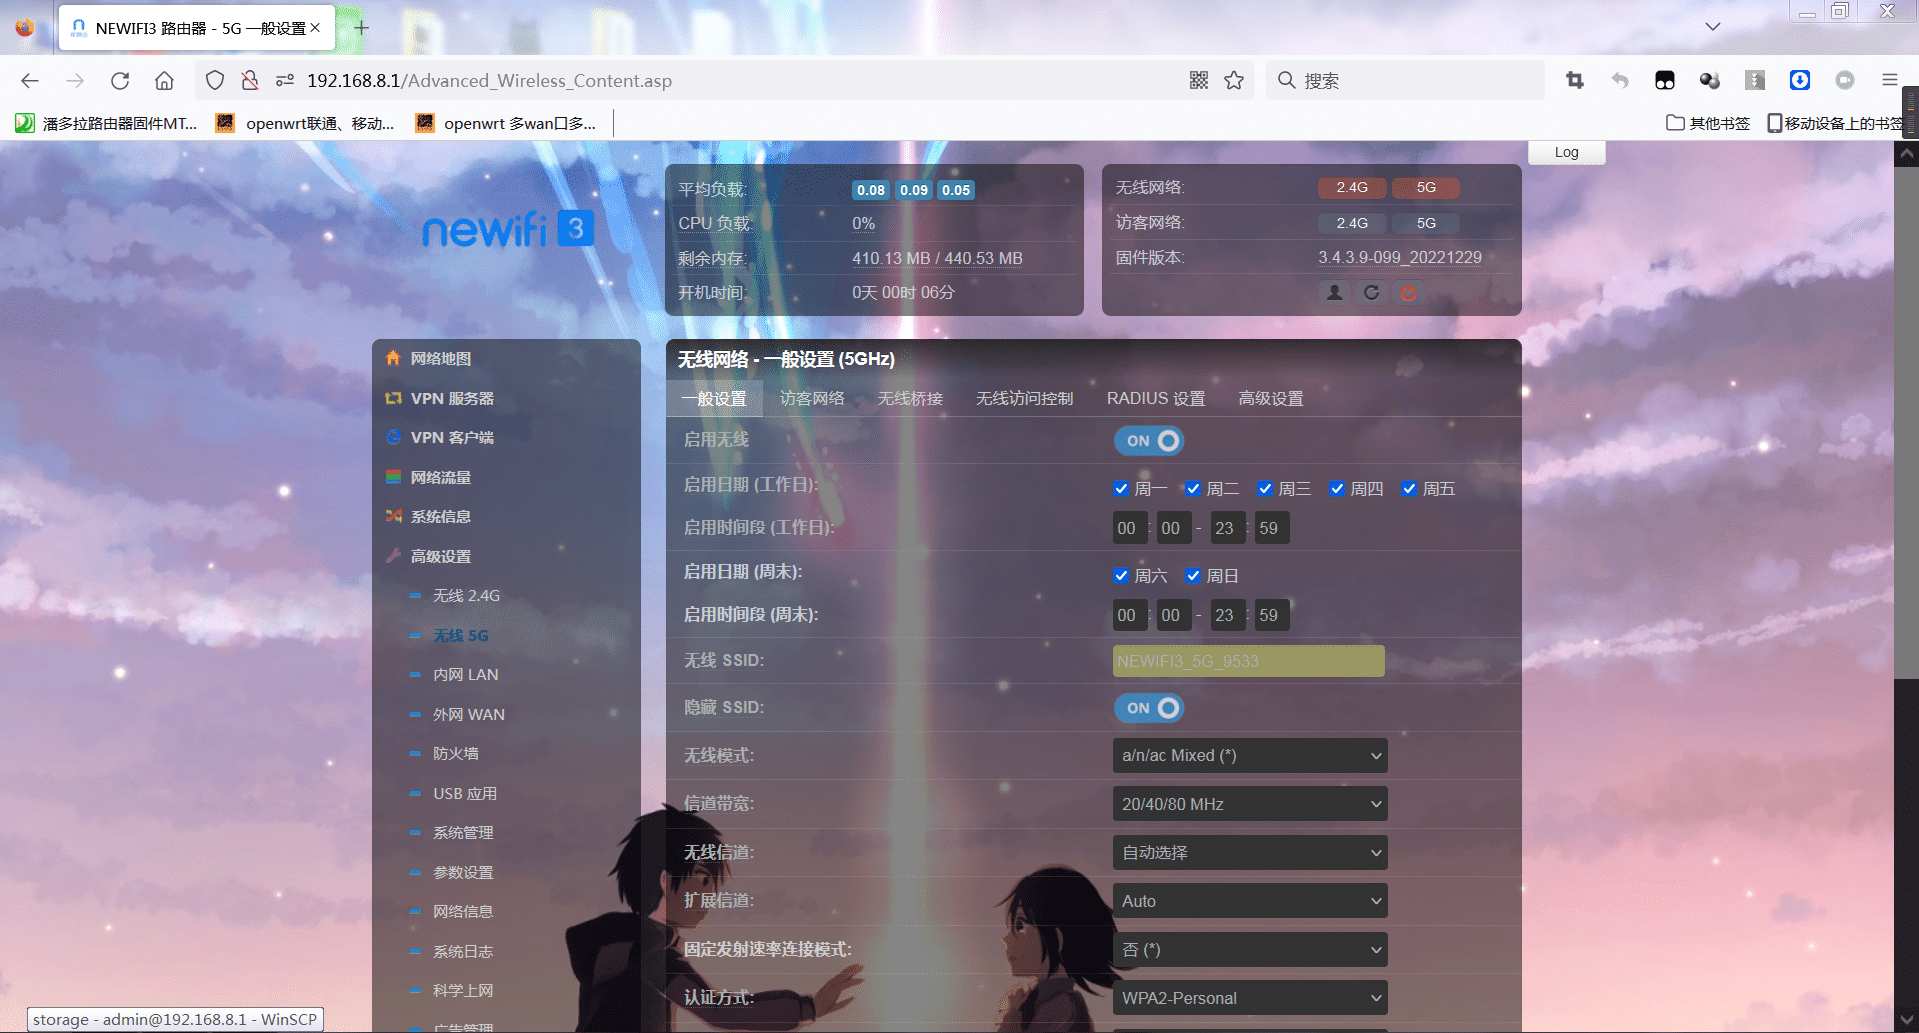 NEWIFI3 路由器 - 5G 一般设置
192.168.8.1/Advanced_Wireless_Content.asp
搜索
潘多拉路由器固件MT...
openwrt联通、移动...
openwrt 多wan口多...
其他书签
移动设备上的书签
Log
newifi 3
平均负载: 0.08 0.09 0.05
CPU 负载: 0%
剩余内存: 410.13 MB / 440.53 MB
开机时间: 0天 00时 06分
无线网络: 2.4G 5G
访客网络: 2.4G 5G
固件版本: 3.4.3.9-099_20221229
网络地图
VPN 服务器
VPN 客户端
网络流量
系统信息
高级设置
无线 2.4G
无线 5G
内网 LAN
外网 WAN
防火墙
USB 应用
系统管理
参数设置
网络信息
系统日志
科学上网
广告管理
无线网络 - 一般设置 (5GHz)
一般设置 访客网络 无线桥接 无线访问控制 RADIUS 设置 高级设置
启用无线 ON
启用日期 (工作日): 周一 周二 周三 周四 周五
启用时间段 (工作日): 00 : 00 - 23 : 59
启用日期 (周末): 周六 周日
启用时间段 (周末): 00 : 00 - 23 : 59
无线 SSID: NEWIFI3_5G_9533
隐藏 SSID: ON
无线模式: a/n/ac Mixed (*)
信道带宽: 20/40/80 MHz
无线信道: 自动选择
扩展信道: Auto
固定发射速率连接模式: 否 (*)
认证方式: WPA2-Personal
storage - admin@192.168.8.1 - WinSCP